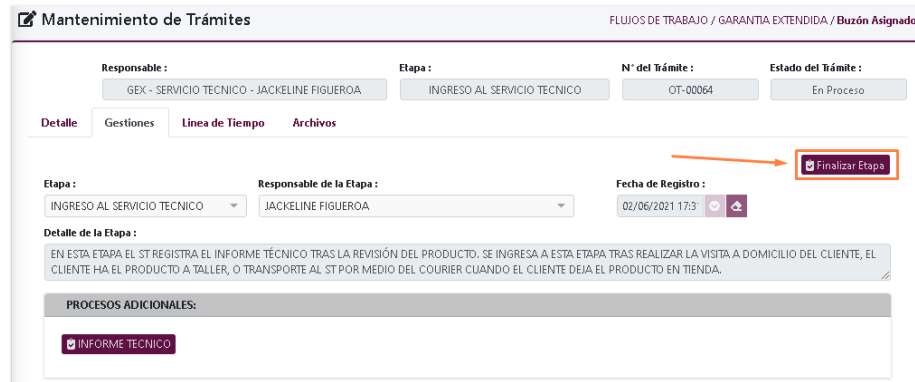 Mantenimiento de Trámites
FLUJOS DE TRABAJO / GARANTIA EXTENDIDA / Buzón Asignado
Responsable : Etapa : N° del Trámite : Estado del Trámite :
GEX - SERVICIO TECNICO - JACKELINE FIGUEROA INGRESO AL SERVICIO TECNICO OT-00064 En Proceso
Detalle Gestiones Linea de Tiempo Archivos
Finalizar Etapa
Etapa : Responsable de la Etapa : Fecha de Registro :
INGRESO AL SERVICIO TECNICO JACKELINE FIGUEROA 02/06/2021 17:3
Detalle de la Etapa :
EN ESTA ETAPA EL ST REGISTRA EL INFORME TÉCNICO TRAS LA REVISIÓN DEL PRODUCTO. SE INGRESA A ESTA ETAPA TRAS REALIZAR LA VISITA A DOMICILIO DEL CLIENTE, EL
CLIENTE HA EL PRODUCTO A TALLER, O TRANSPORTE AL ST POR MEDIO DEL COURIER CUANDO EL CLIENTE DEJA EL PRODUCTO EN TIENDA.
PROCESOS ADICIONALES:
INFORME TECNICO